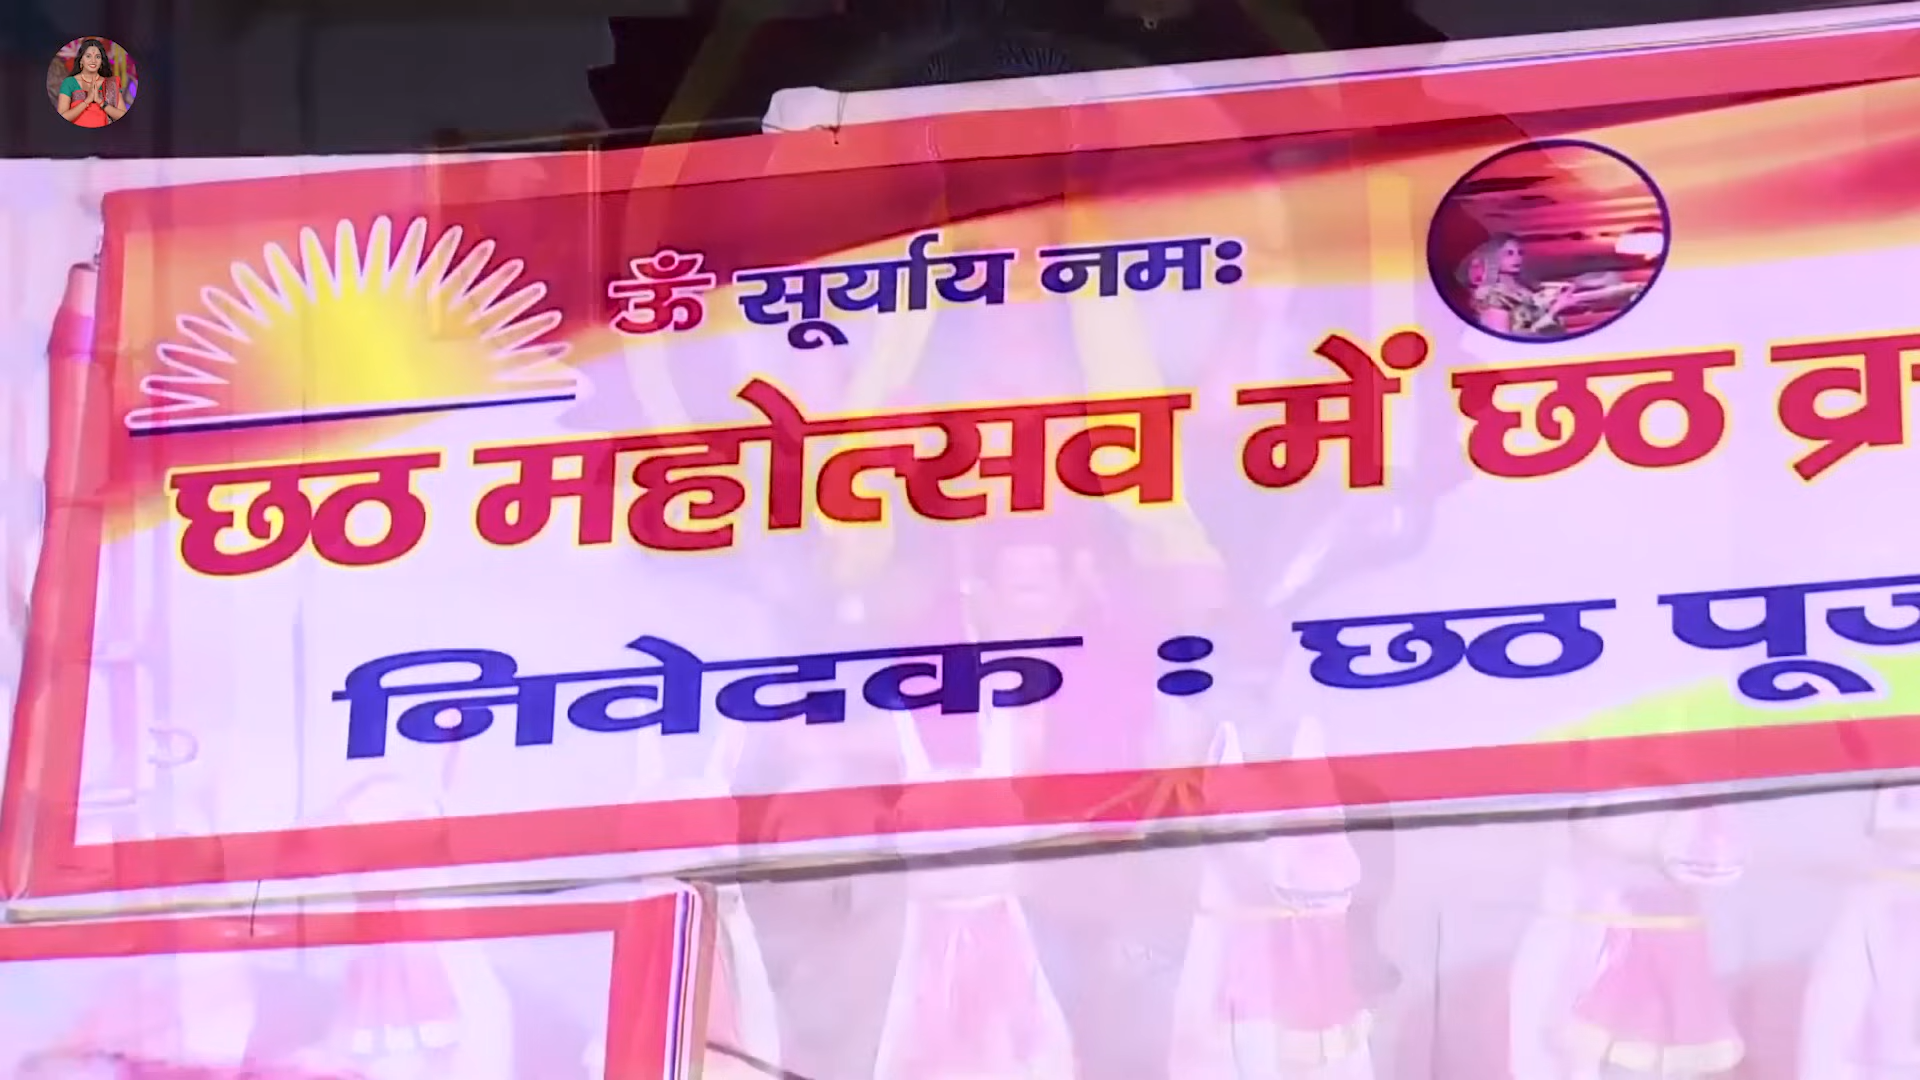 ॐ सूर्याय नमः
छठ महोत्सव में छठ
निवेदक : छठ